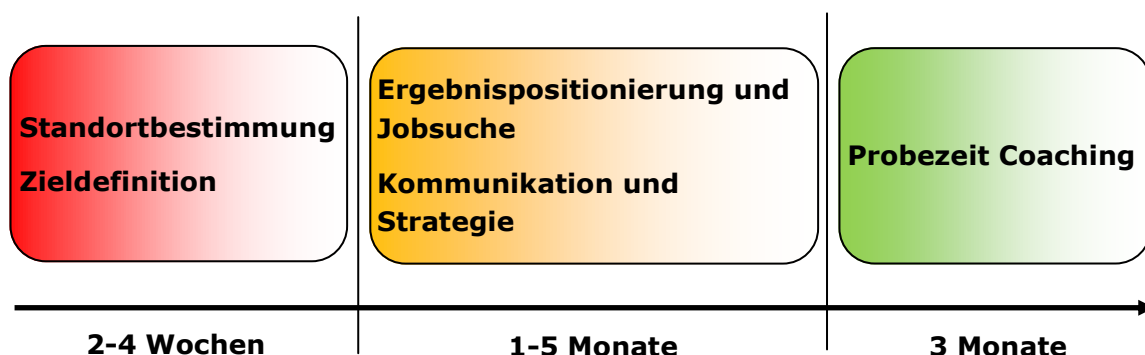 Standortbestimmung
Zieldefinition
Ergebnispositionierung und
Jobsuche
Kommunikation und
Strategie
Probezeit Coaching
2-4 Wochen
1-5 Monate
3 Monate